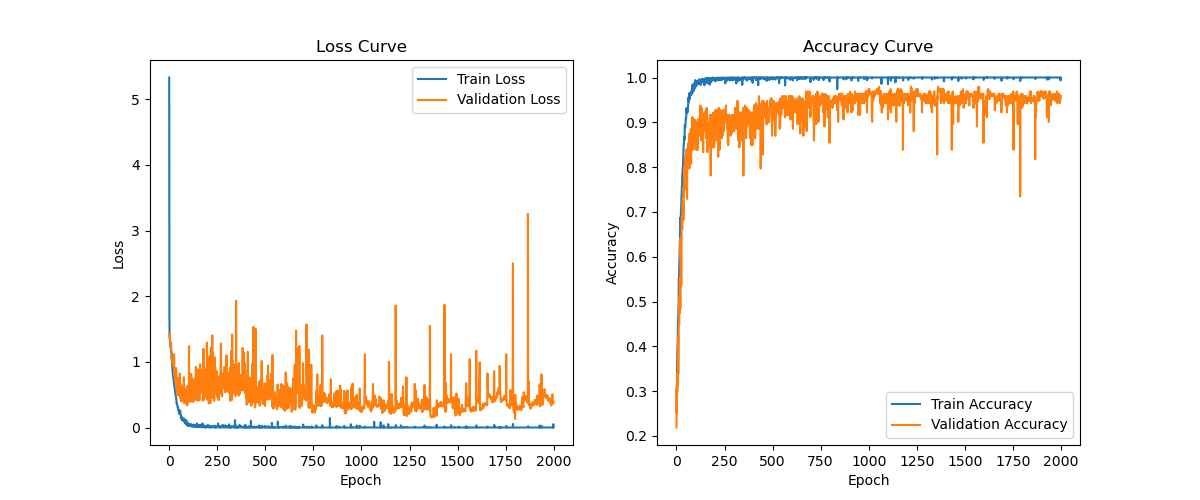 Loss Curve
Train Loss
Validation Loss
5
4
3
2
1
0
Loss
0 250 500 750 1000 1250 1500 1750 2000
Epoch
Accuracy Curve
1.0
0.9
0.8
0.7
0.6
0.5
0.4
0.3
0.2
Accuracy
Train Accuracy
Validation Accuracy
0 250 500 750 1000 1250 1500 1750 2000
Epoch